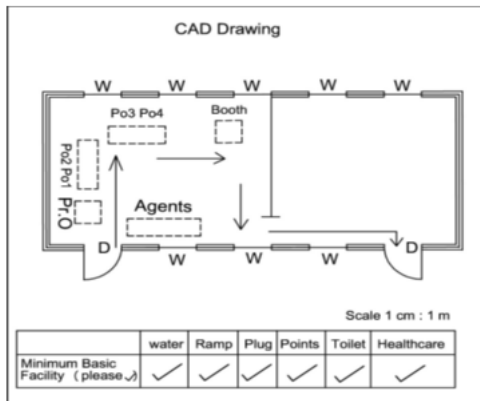 CAD Drawing
W W W W W
Po3 Po4 Booth
Po2 Po1
Pr.O
Agents
D D
W W W
Scale 1 cm : 1 m
water Ramp Plug Points Toilet Healthcare
Minimum Basic
Facility (please ✓) ✓ ✓ ✓ ✓ ✓ ✓